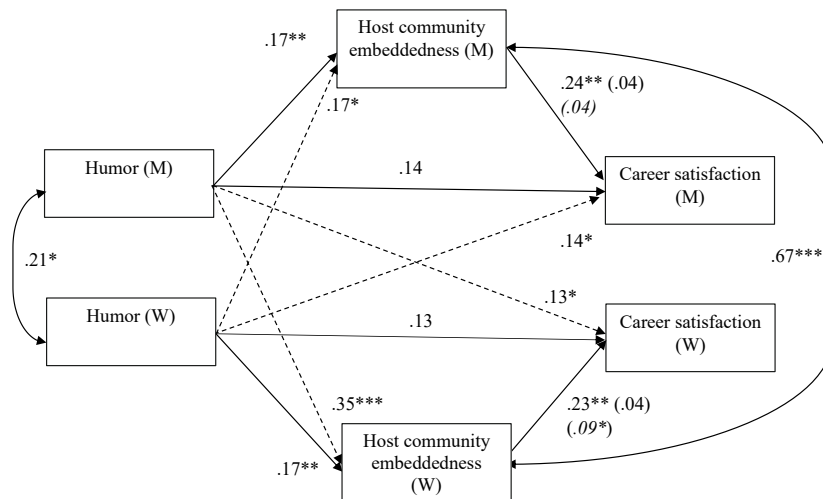 Host community
embeddedness (M)
.17**
.24** (.04)
(.04)
.17*
Humor (M)
.14
Career satisfaction
(M)
.21*
.14*
.67***
Humor (W)
.13*
.13
Career satisfaction
(W)
.35***
.23** (.04)
(.09*)
.17**
Host community
embeddedness
(W)